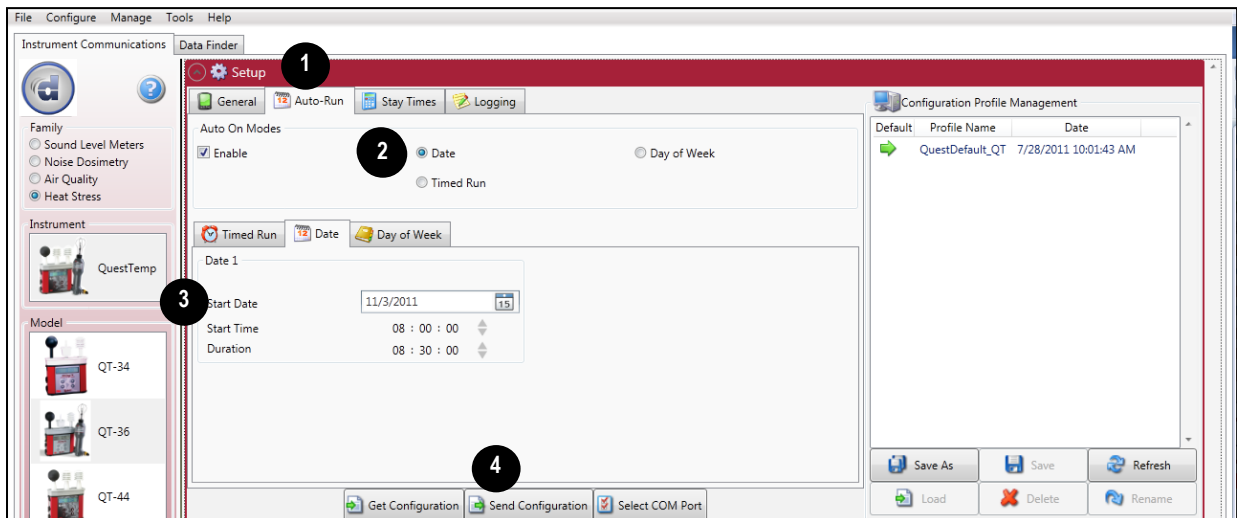 File Configure Manage Tools Help
Instrument Communications Data Finder
1
Setup
General 12 Auto-Run Stay Times Logging
Configuration Profile Management
d ?
Family
Sound Level Meters
Noise Dosimetry
Air Quality
Heat Stress
Auto On Modes
Enable
2
Date
Day of Week
Timed Run
Default Profile Name Date
QuestDefault_QT 7/28/2011 10:01:43 AM
Instrument
QuestTemp
Timed Run 12 Date Day of Week
Date 1
3
Start Date 11/3/2011 15
Start Time 08 : 00 : 00
Duration 08 : 30 : 00
Model
QT-34
QT-36
QT-44
4
Get Configuration Send Configuration Select COM Port
Save As Save Refresh
Load Delete Rename